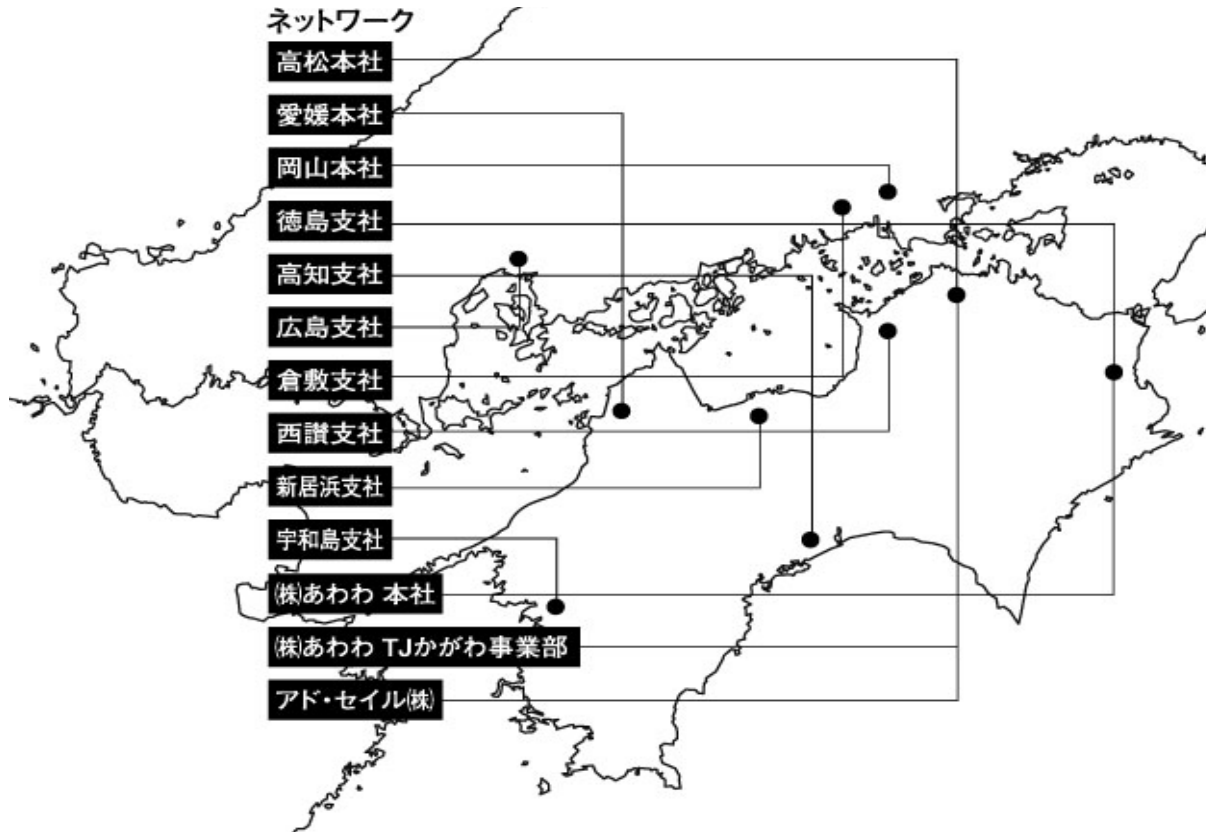 ネットワーク
高松本社
愛媛本社
岡山本社
徳島支社
高知支社
広島支社
倉敷支社
西讃支社
新居浜支社
宇和島支社
㈱あわわ 本社
㈱あわわ TJかがわ事業部
アド・セイル㈱